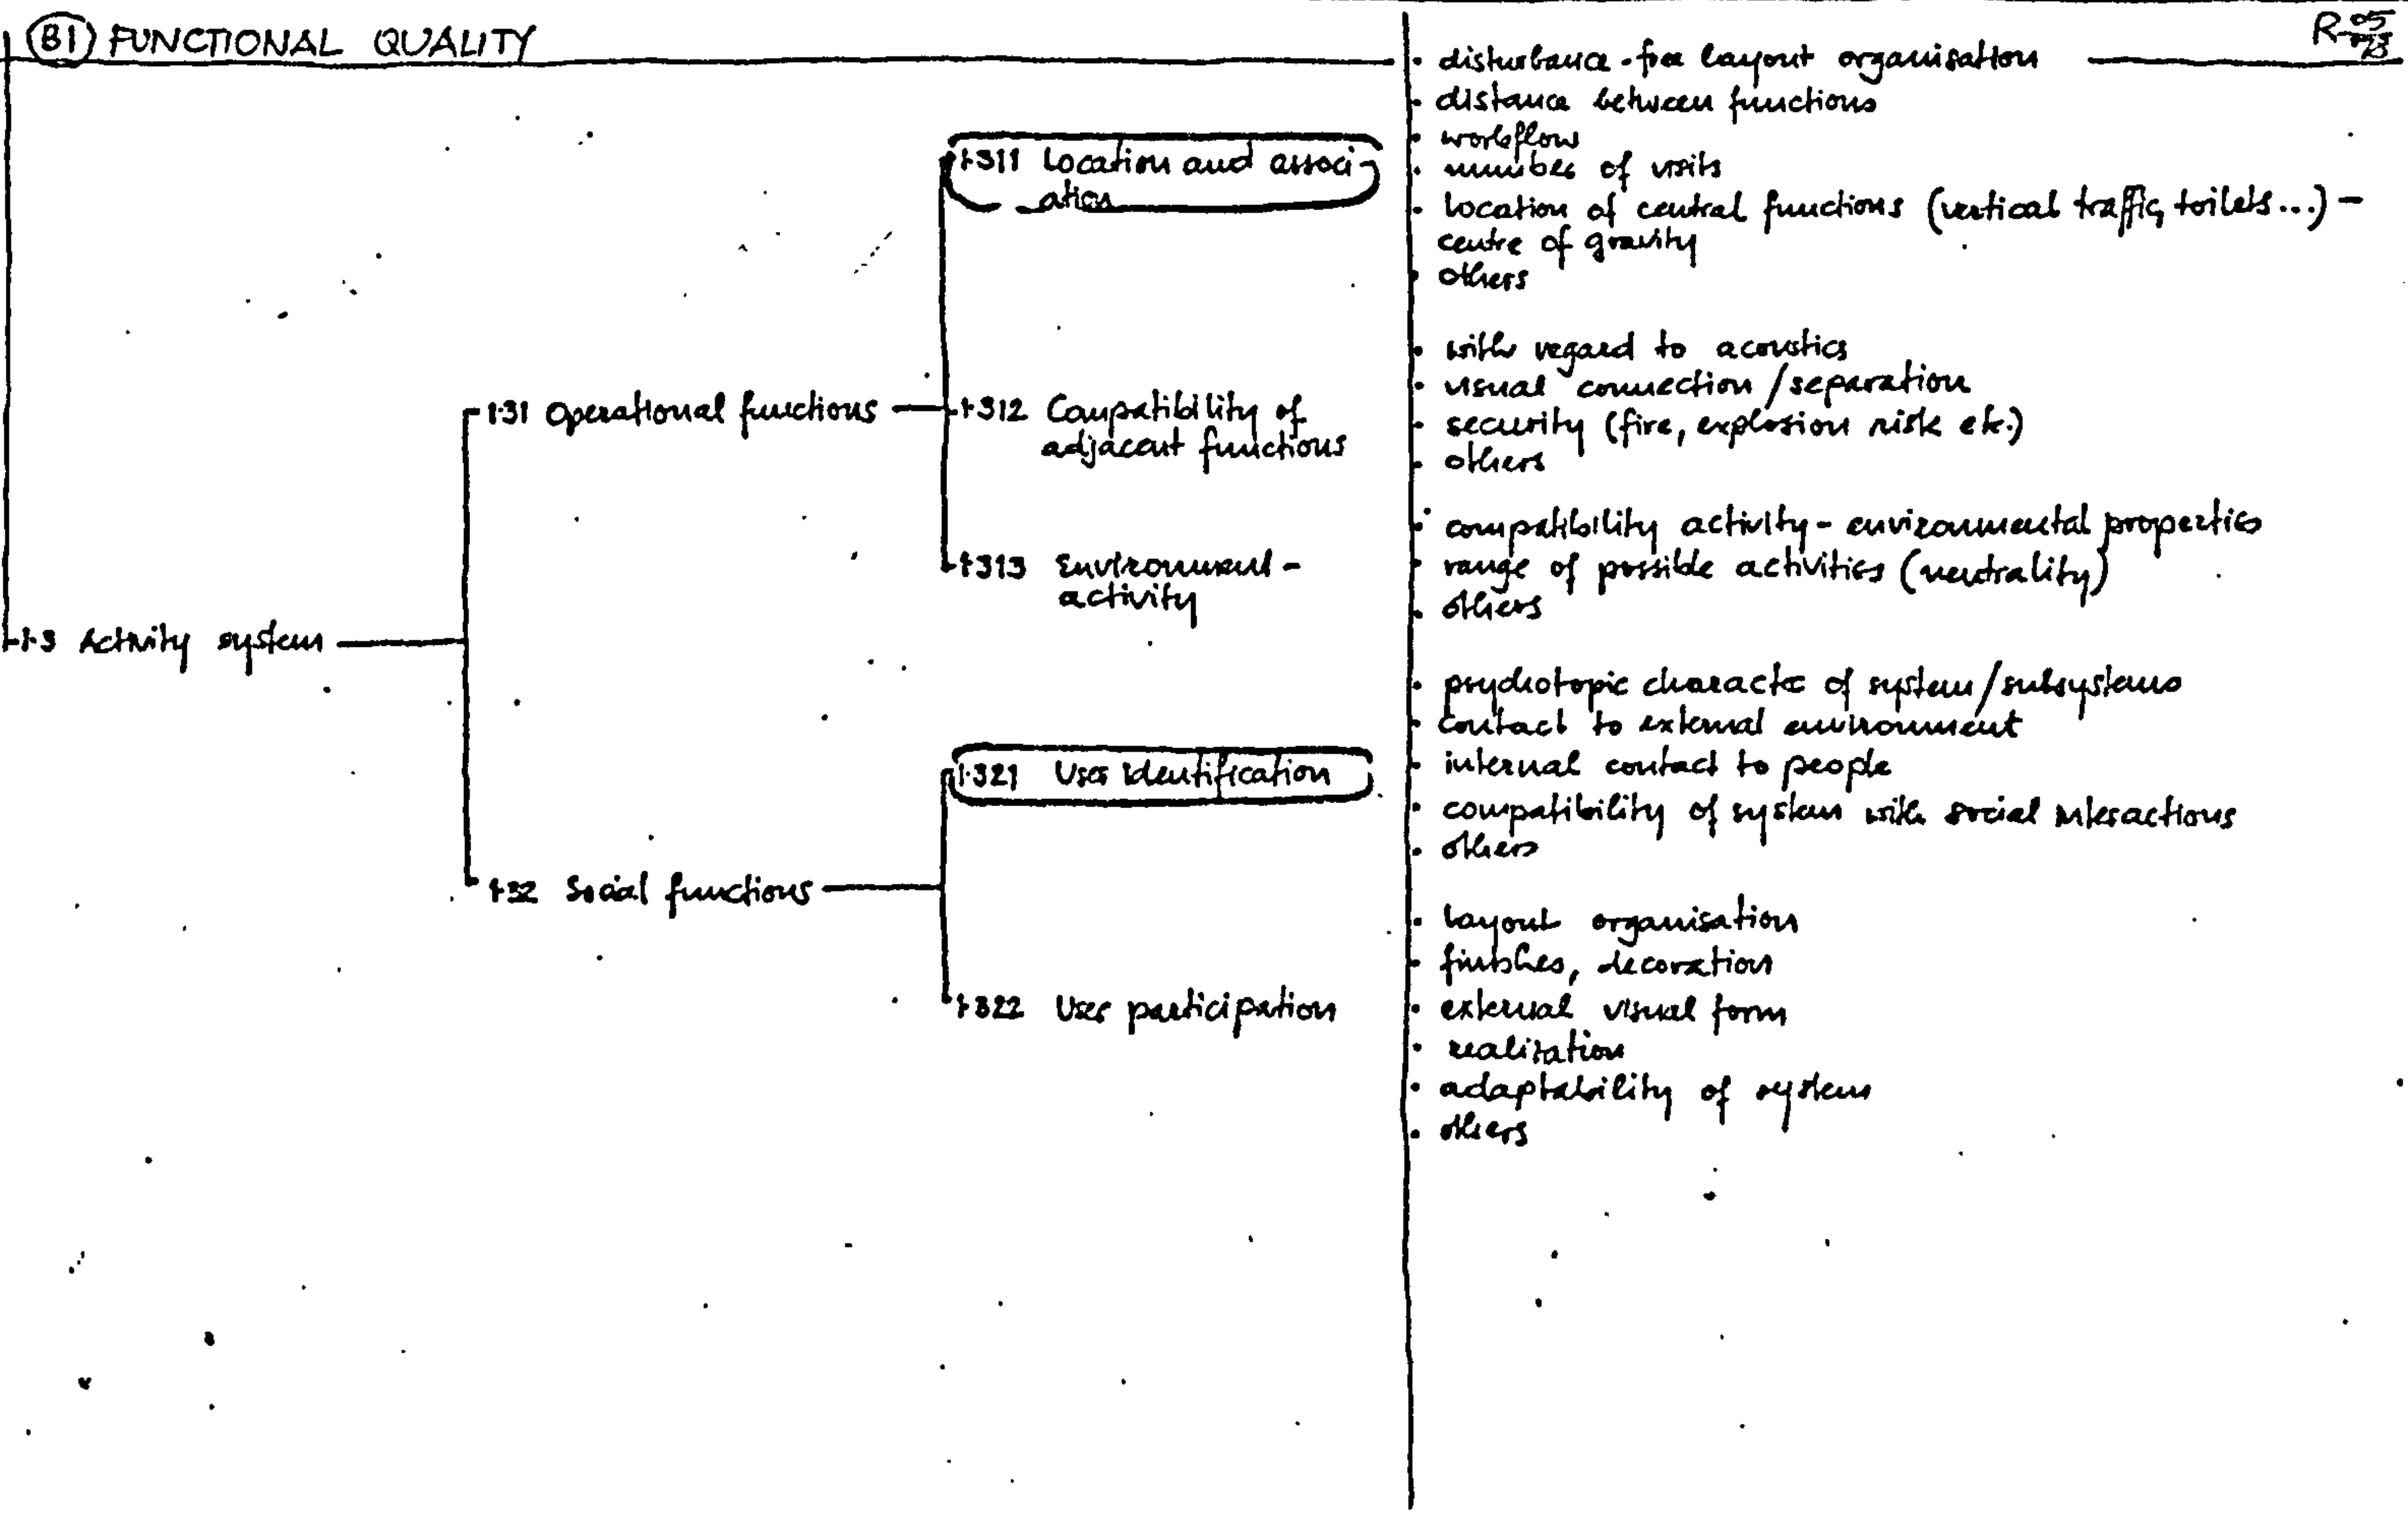 B1 FUNCTIONAL QUALITY
1.3 Activity system
1.31 Operational functions
1.32 Social functions
1.311 Location and associ-
ation
1.312 Compatibility of
adjacent functions
1.313 Environment-
activity
1.321 User identification
1.322 User participation
· disturbance-free layout organisation
· distance between functions
· workflow
· number of visits
· location of central functions (vertical traffic, toilets...) -
centre of gravity
· others
· with regard to acoustics
· visual connection/separation
· security (fire, explosion risk etc.)
· others
· compatibility activity - environmental properties
· range of possible activities (neutrality)
· others
· psychotopic character of system/subsystems
· contact to external environment
· internal contact to people
· compatibility of system with social interactions
· others
· layout organisation
· finishes, decoration
· external visual form
· realization
· adaptability of system
· others